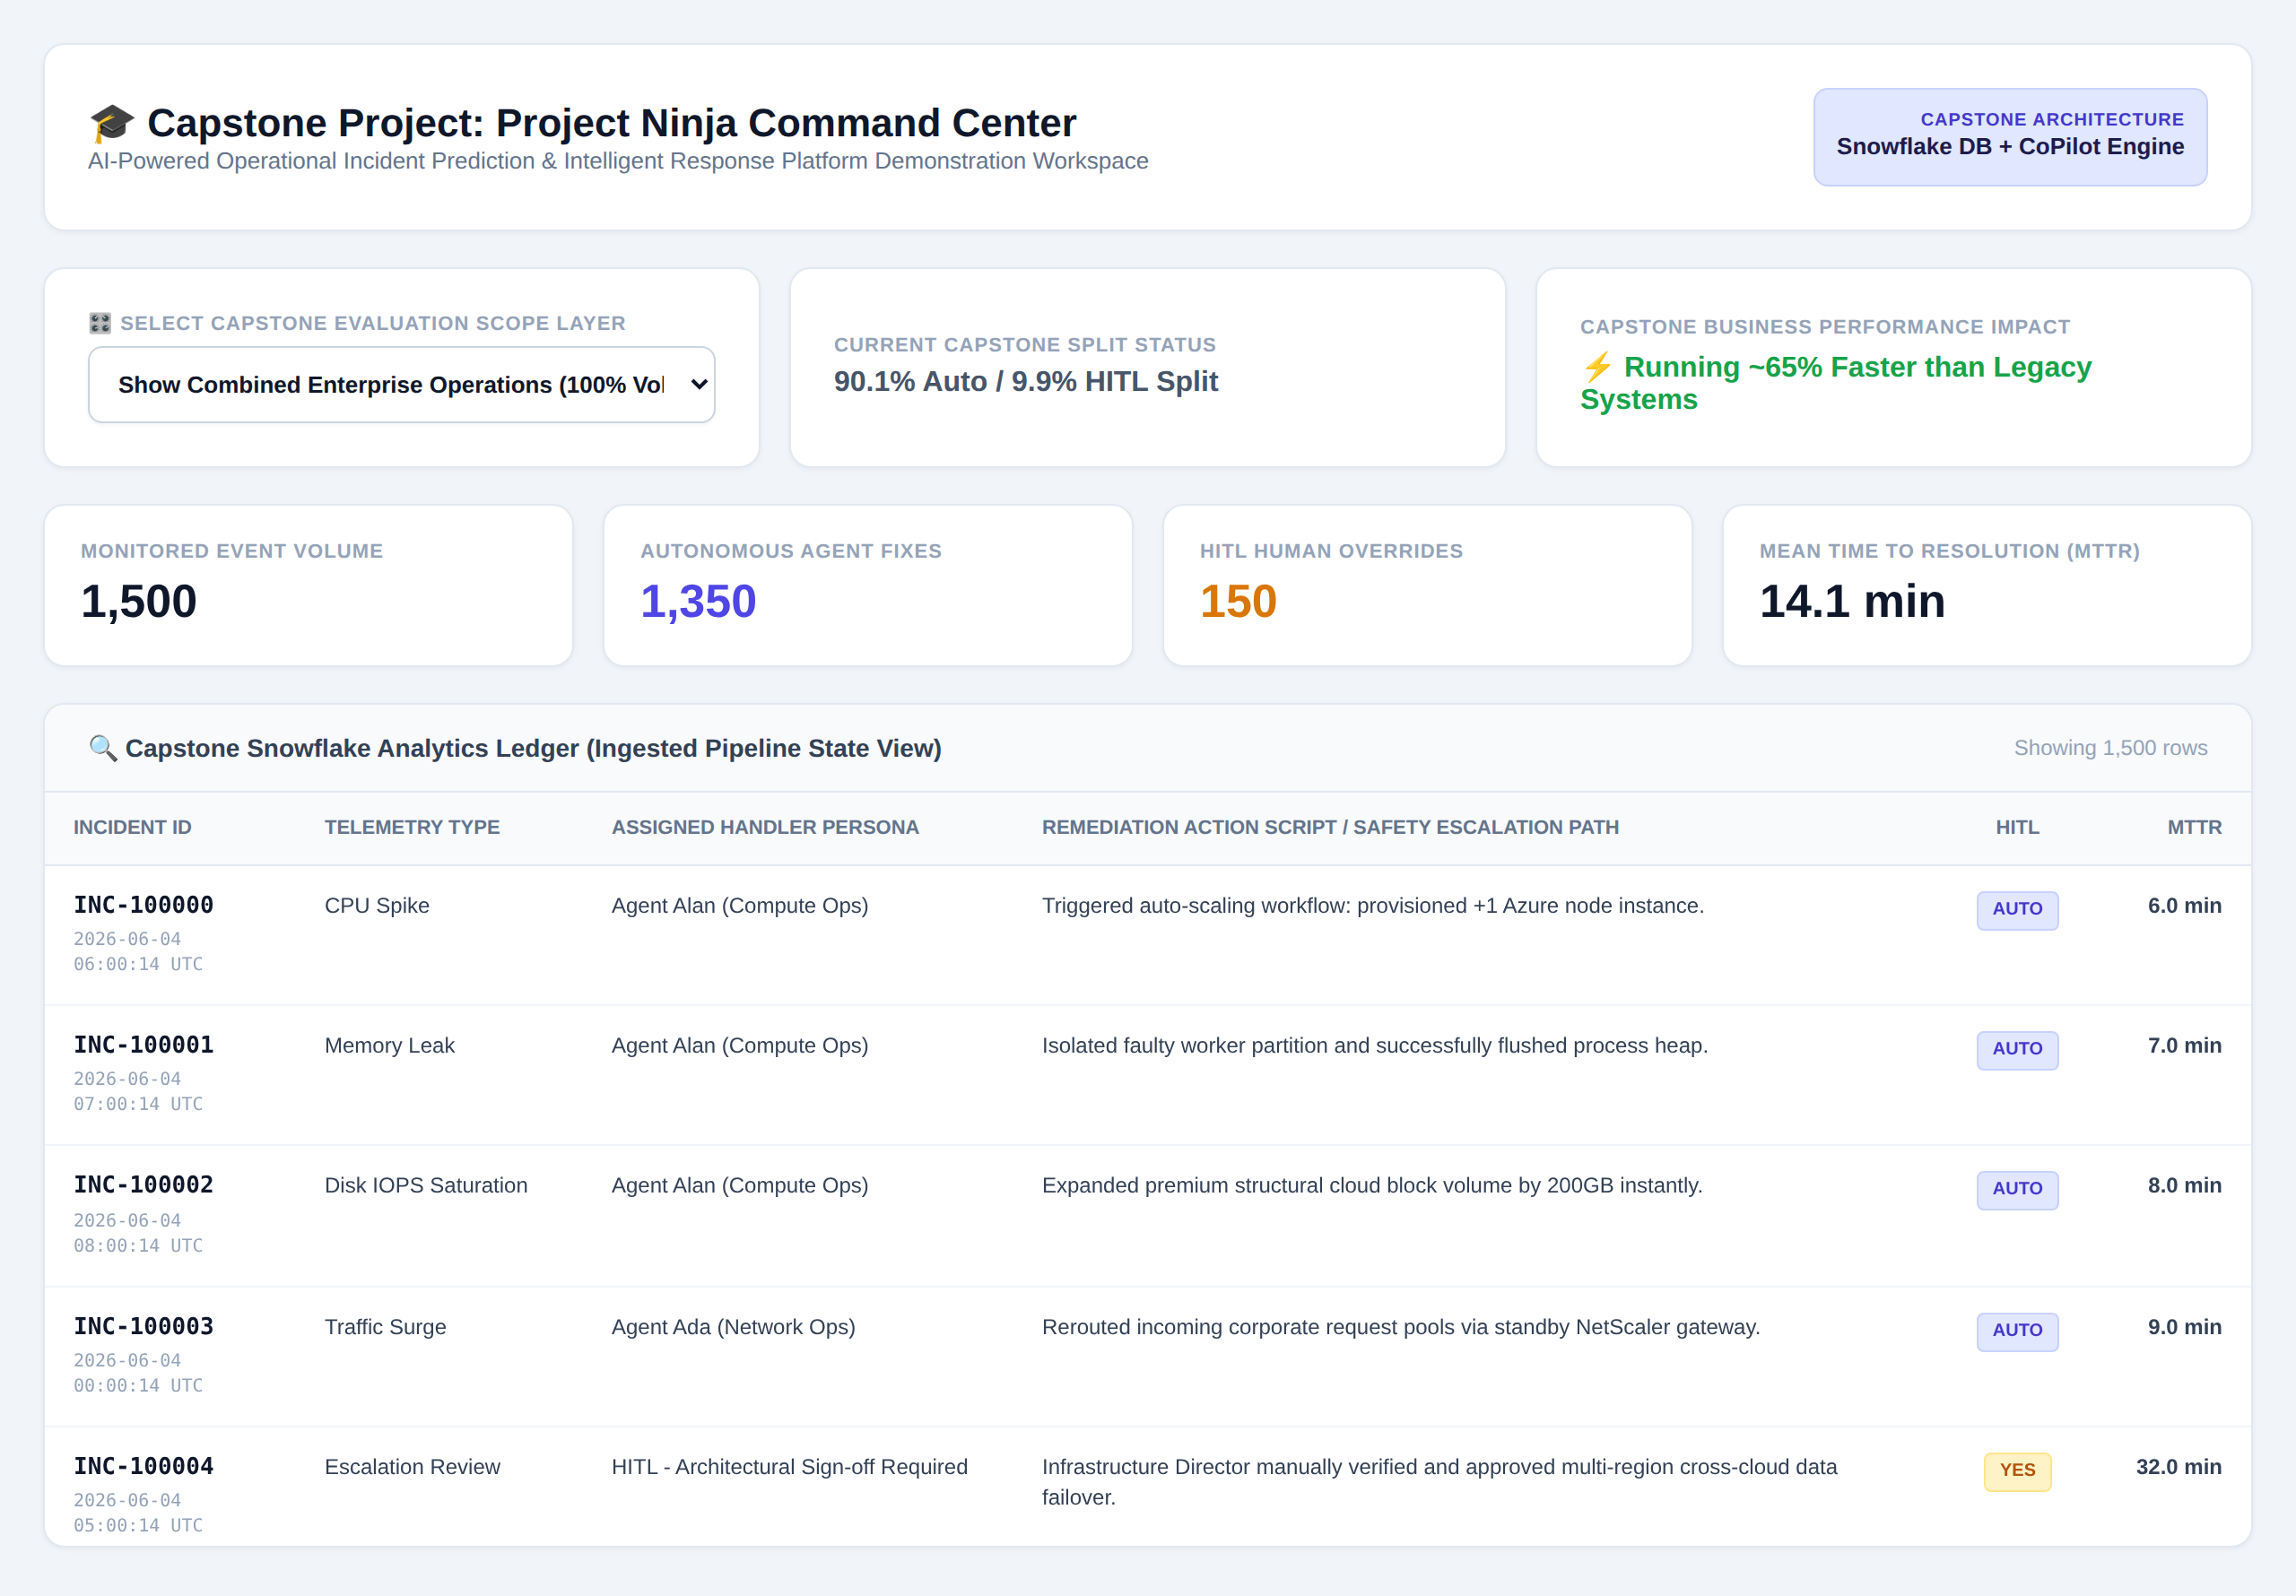 🎓 Capstone Project: Project Ninja Command Center
AI-Powered Operational Incident Prediction & Intelligent Response Platform Demonstration Workspace
CAPSTONE ARCHITECTURE
Snowflake DB + CoPilot Engine
🎛️ SELECT CAPSTONE EVALUATION SCOPE LAYER
Show Combined Enterprise Operations (100% Vol
CURRENT CAPSTONE SPLIT STATUS
90.1% Auto / 9.9% HITL Split
CAPSTONE BUSINESS PERFORMANCE IMPACT
⚡ Running ~65% Faster than Legacy
Systems
MONITORED EVENT VOLUME
1,500
AUTONOMOUS AGENT FIXES
1,350
HITL HUMAN OVERRIDES
150
MEAN TIME TO RESOLUTION (MTTR)
14.1 min
🔍 Capstone Snowflake Analytics Ledger (Ingested Pipeline State View)
Showing 1,500 rows
INCIDENT ID TELEMETRY TYPE ASSIGNED HANDLER PERSONA REMEDIATION ACTION SCRIPT / SAFETY ESCALATION PATH HITL MTTR
INC-100000 CPU Spike Agent Alan (Compute Ops) Triggered auto-scaling workflow: provisioned +1 Azure node instance. AUTO 6.0 min
2026-06-04
06:00:14 UTC
INC-100001 Memory Leak Agent Alan (Compute Ops) Isolated faulty worker partition and successfully flushed process heap. AUTO 7.0 min
2026-06-04
07:00:14 UTC
INC-100002 Disk IOPS Saturation Agent Alan (Compute Ops) Expanded premium structural cloud block volume by 200GB instantly. AUTO 8.0 min
2026-06-04
08:00:14 UTC
INC-100003 Traffic Surge Agent Ada (Network Ops) Rerouted incoming corporate request pools via standby NetScaler gateway. AUTO 9.0 min
2026-06-04
00:00:14 UTC
INC-100004 Escalation Review HITL - Architectural Sign-off Required Infrastructure Director manually verified and approved multi-region cross-cloud data YES 32.0 min
failover.
2026-06-04
05:00:14 UTC